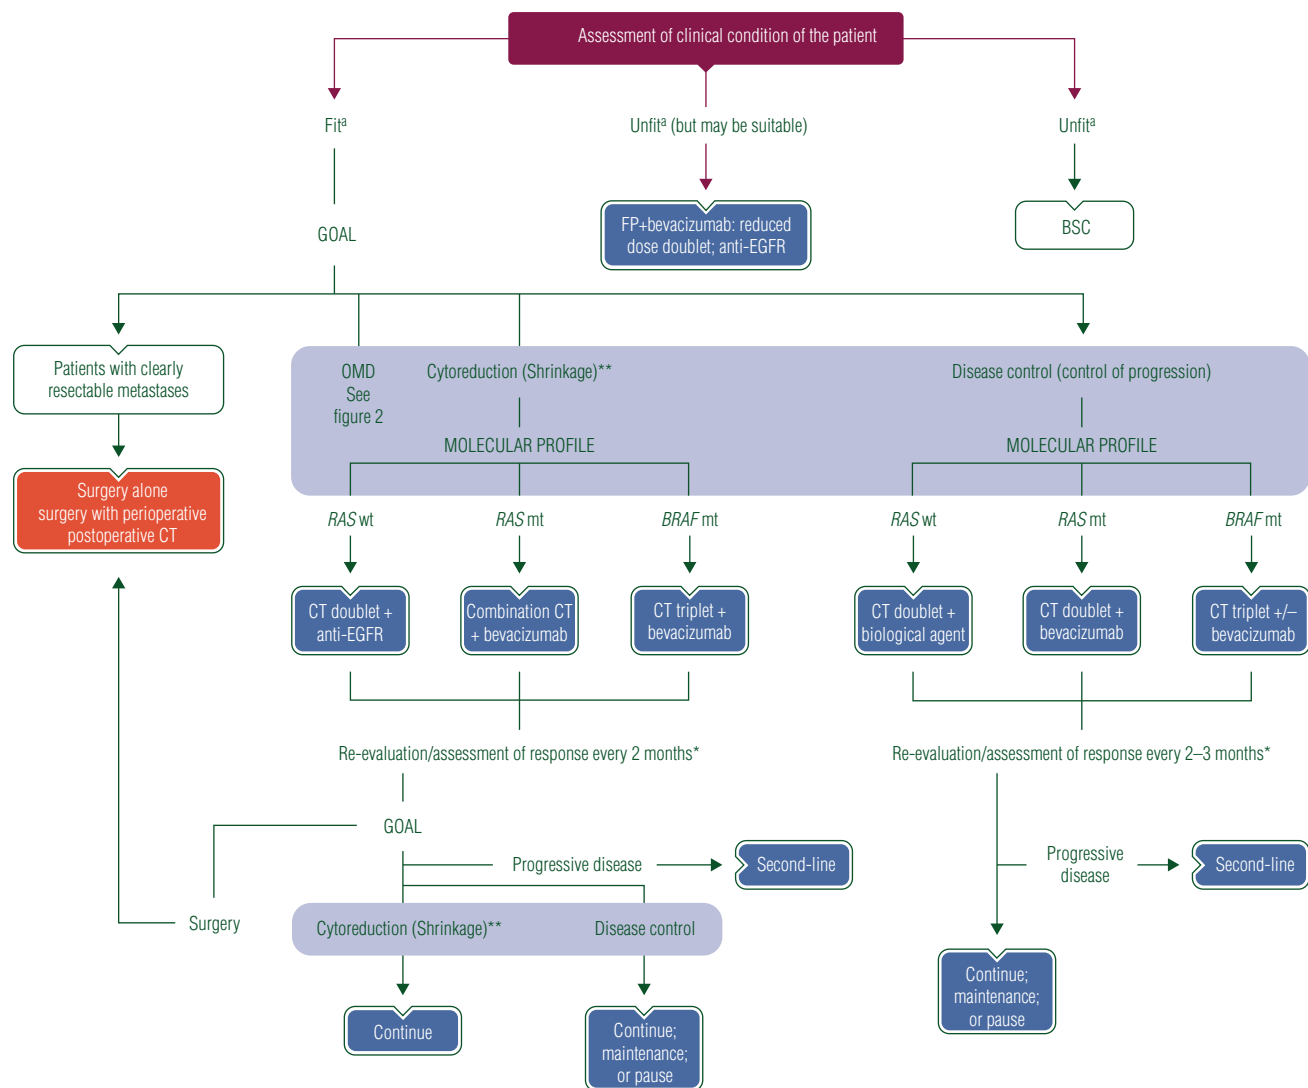 Assessment of clinical condition of the patient
Fitᵃ
Unfitᵃ (but may be suitable)
Unfitᵃ
FP+bevacizumab: reduced
dose doublet; anti-EGFR
BSC
GOAL
Patients with clearly
resectable metastases
OMD
See
figure 2
Cytoreduction (Shrinkage)**
Disease control (control of progression)
MOLECULAR PROFILE
MOLECULAR PROFILE
Surgery alone
surgery with perioperative
postoperative CT
RAS wt
RAS mt
BRAF mt
RAS wt
RAS mt
BRAF mt
CT doublet +
anti-EGFR
Combination CT
+ bevacizumab
CT triplet +
bevacizumab
CT doublet +
biological agent
CT doublet +
bevacizumab
CT triplet +/–
bevacizumab
Re-evaluation/assessment of response every 2 months*
Re-evaluation/assessment of response every 2–3 months*
GOAL
Progressive disease
Second-line
Progressive
disease
Second-line
Surgery
Cytoreduction (Shrinkage)**
Disease control
Continue
Continue;
maintenance;
or pause
Continue;
maintenance;
or pause